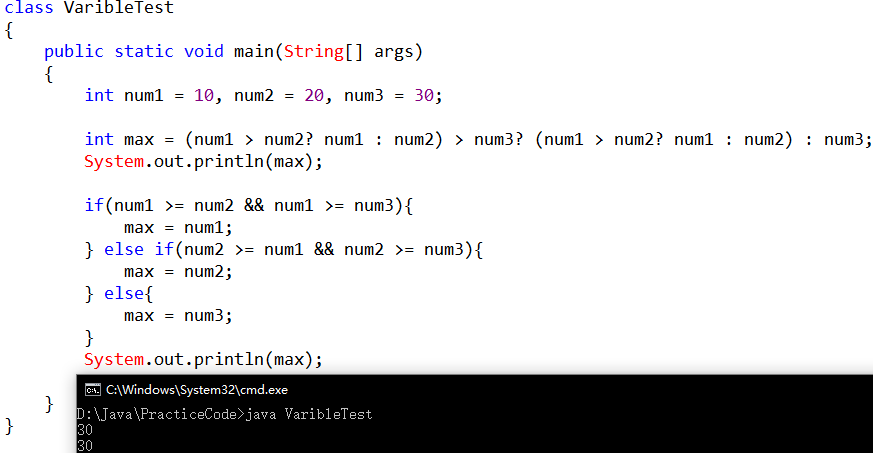 class VaribleTest
{
    public static void main(String[] args)
    {
        int num1 = 10, num2 = 20, num3 = 30;

        int max = (num1 > num2? num1 : num2) > num3? (num1 > num2? num1 : num2) : num3;
        System.out.println(max);

        if(num1 >= num2 && num1 >= num3){
            max = num1;
        } else if(num2 >= num1 && num2 >= num3){
            max = num2;
        } else{
            max = num3;
        }
        System.out.println(max);
C:\Windows\System32\cmd.exe
    }
D:\Java\PracticeCode>java VaribleTest
}
30
30